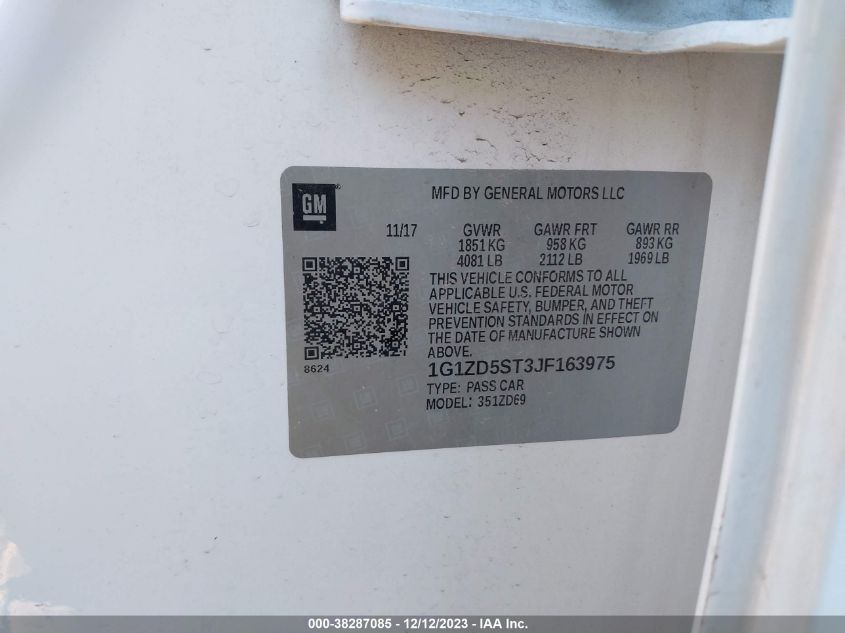 GM
®
MFD BY GENERAL MOTORS LLC
11/17 GVWR GAWR FRT GAWR RR
1851 KG 958 KG 893 KG
4081 LB 2112 LB 1969 LB
THIS VEHICLE CONFORMS TO ALL
APPLICABLE U.S. FEDERAL MOTOR
VEHICLE SAFETY, BUMPER, AND THEFT
PREVENTION STANDARDS IN EFFECT ON
THE DATE OF MANUFACTURE SHOWN
ABOVE.
8624
1G1ZD5ST3JF163975
TYPE: PASS CAR
MODEL: 351ZD69
000-38287085 - 12/12/2023 - IAA Inc.